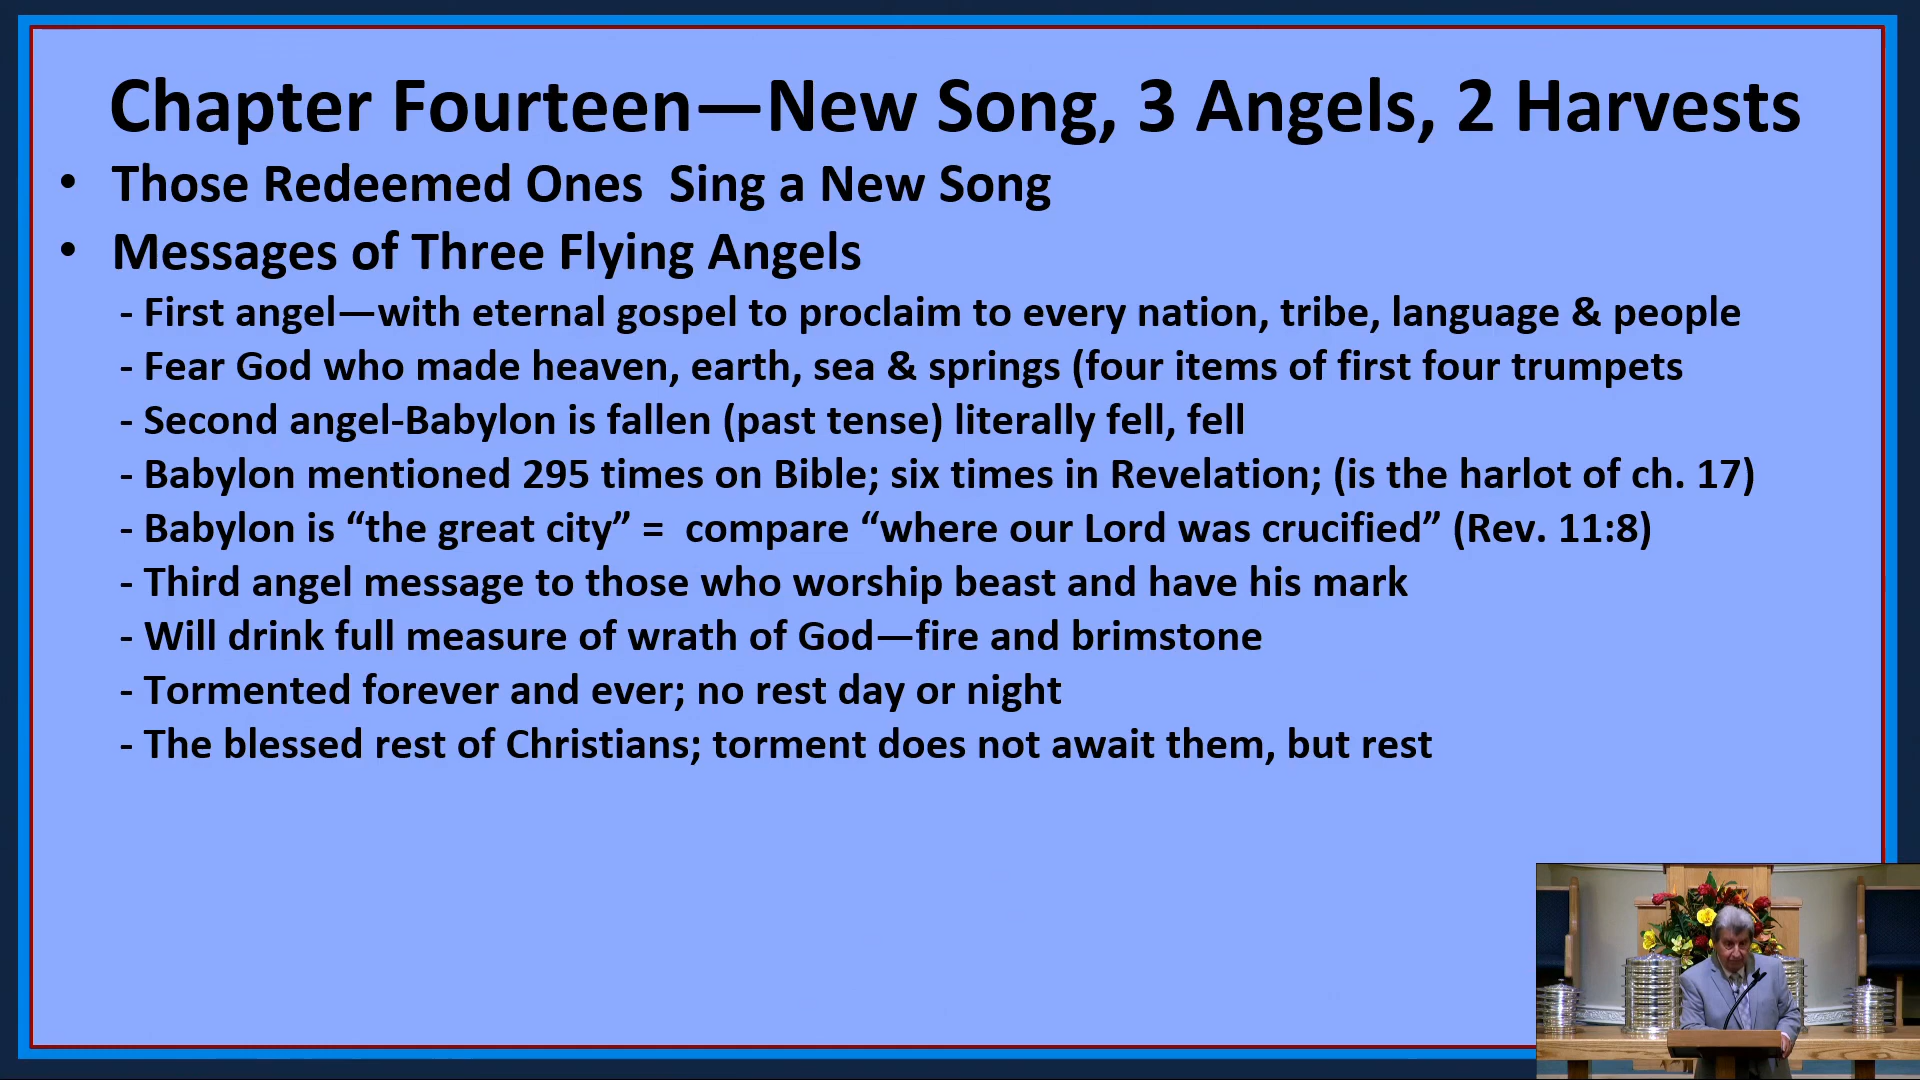 Chapter Fourteen—New Song, 3 Angels, 2 Harvests
• Those Redeemed Ones  Sing a New Song
• Messages of Three Flying Angels
- First angel—with eternal gospel to proclaim to every nation, tribe, language & people
- Fear God who made heaven, earth, sea & springs (four items of first four trumpets
- Second angel-Babylon is fallen (past tense) literally fell, fell
- Babylon mentioned 295 times on Bible; six times in Revelation; (is the harlot of ch. 17)
- Babylon is “the great city” =  compare “where our Lord was crucified” (Rev. 11:8)
- Third angel message to those who worship beast and have his mark
- Will drink full measure of wrath of God—fire and brimstone
- Tormented forever and ever; no rest day or night
- The blessed rest of Christians; torment does not await them, but rest